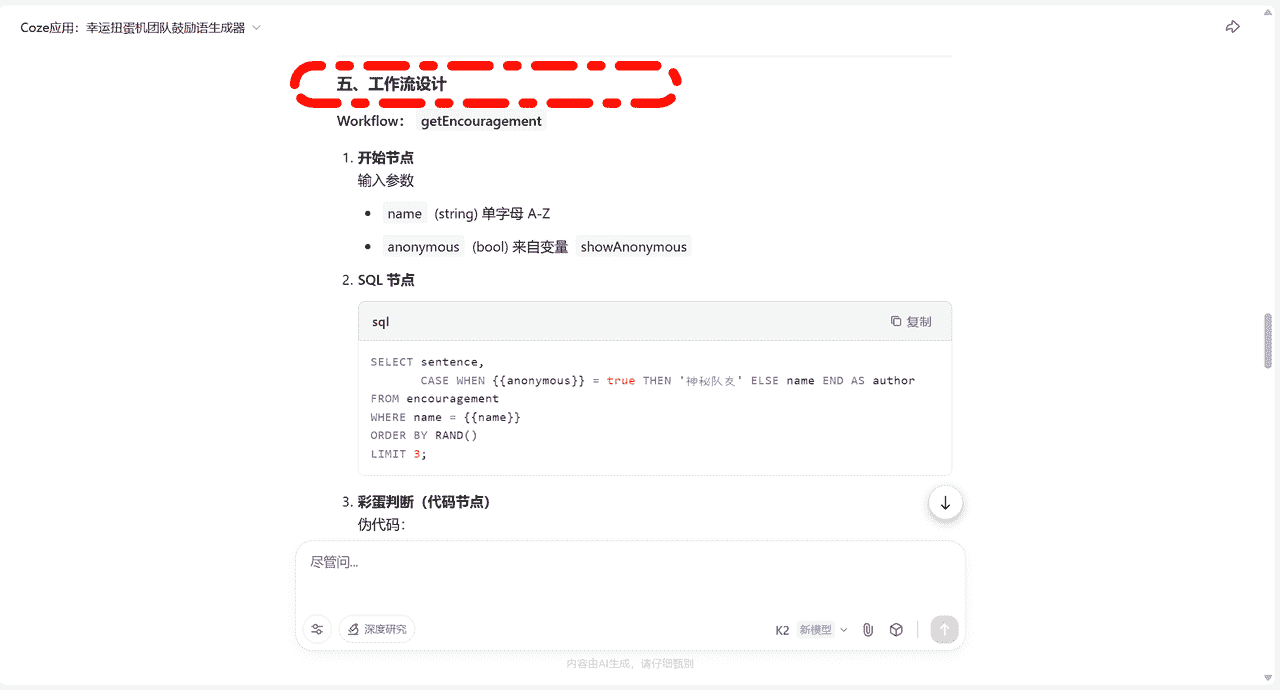 Coze应用：幸运扭蛋机团队鼓励语生成器
五、工作流设计
Workflow： getEncouragement
1. 开始节点
输入参数
• name (string) 单字母 A-Z
• anonymous (bool) 来自变量 showAnonymous
2. SQL 节点
sql 复制
SELECT sentence,
CASE WHEN {{anonymous}} = true THEN '神秘队友' ELSE name END AS author
FROM encouragement
WHERE name = {{name}}
ORDER BY RAND()
LIMIT 3;
3. 彩蛋判断（代码节点）
伪代码：
尽管问...
深度研究 K2 新模型
内容由AI生成，请仔细甄别